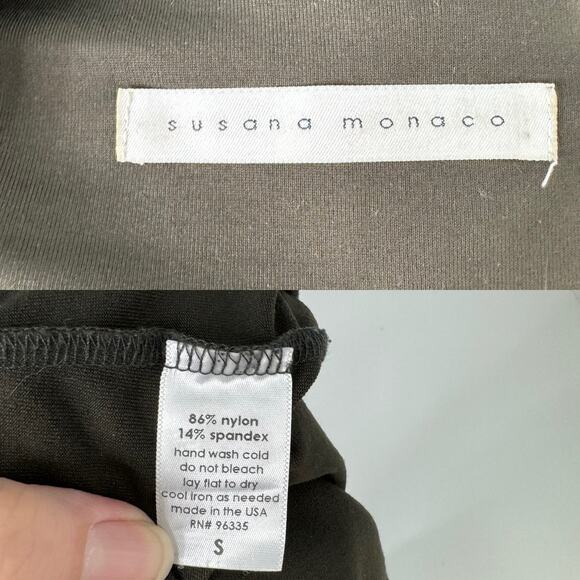 susana monaco
86% nylon
14% spandex
hand wash cold
do not bleach
lay flat to dry
cool iron as needed
made in the USA
RN# 96335
S